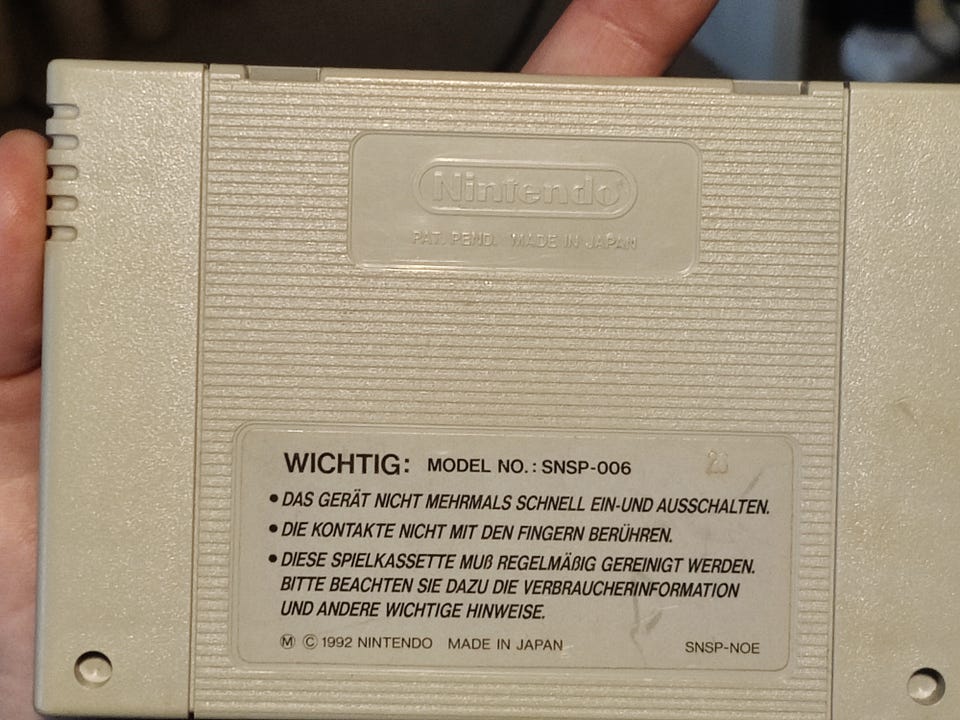 Nintendo
PAT. PEND. MADE IN JAPAN
WICHTIG: MODEL NO.: SNSP-006
23
• DAS GERÄT NICHT MEHRMALS SCHNELL EIN-UND AUSSCHALTEN.
• DIE KONTAKTE NICHT MIT DEN FINGERN BERÜHREN.
• DIESE SPIELKASSETTE MUß REGELMÄßIG GEREINIGT WERDEN.
BITTE BEACHTEN SIE DAZU DIE VERBRAUCHERINFORMATION
UND ANDERE WICHTIGE HINWEISE.
Ⓜ © 1992 NINTENDO MADE IN JAPAN SNSP-NOE